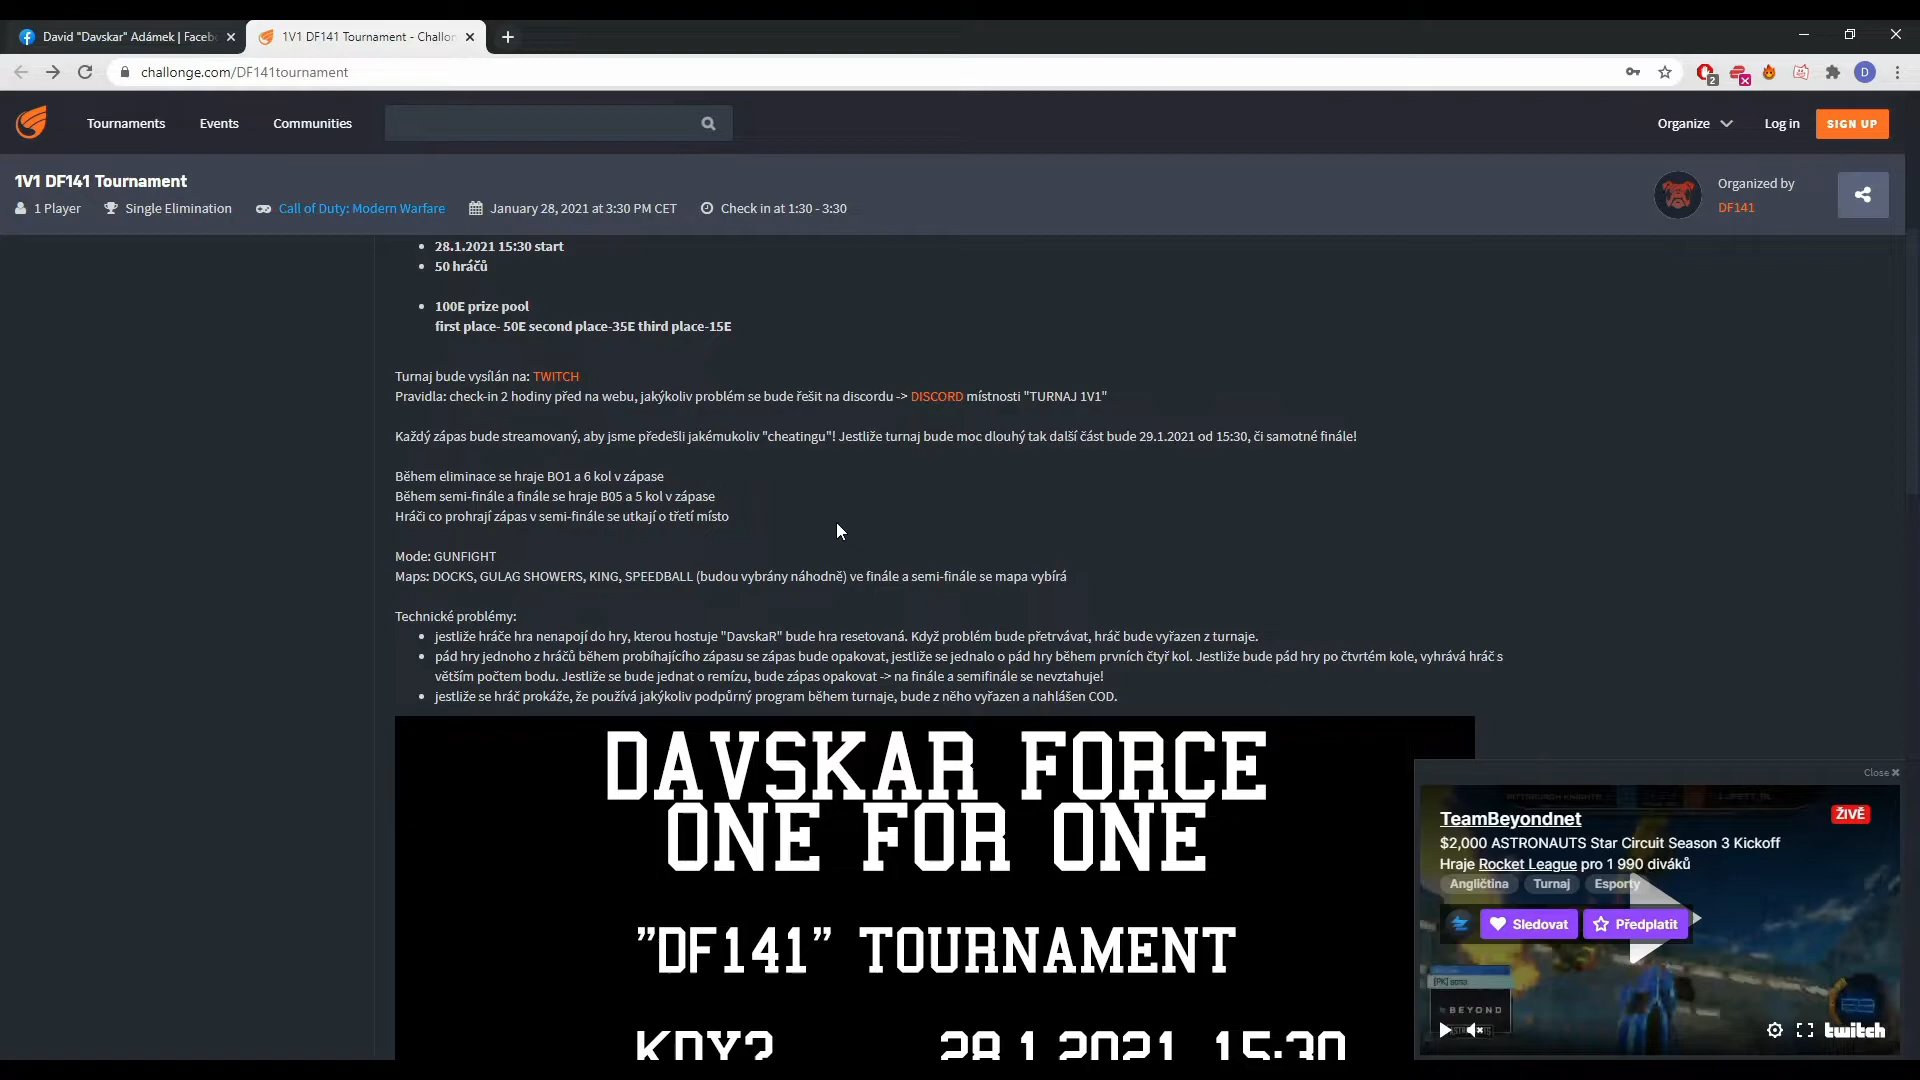 David "Davskar" Adámek | Faceb
1V1 DF141 Tournament - Challon
challonge.com/DF141tournament
2
D
Tournaments
Events
Communities
Organize
Log in
SIGN UP
1V1 DF141 Tournament
1 Player
Single Elimination
Call of Duty: Modern Warfare
January 28, 2021 at 3:30 PM CET
Check in at 1:30 - 3:30
Organized by
DF141
28.1.2021 15:30 start
50 hráčů
100E prize pool
first place- 50E second place-35E third place-15E
Turnaj bude vysílán na: TWITCH
Pravidla: check-in 2 hodiny před na webu, jakýkoliv problém se bude řešit na discordu -> DISCORD místnosti "TURNAJ 1V1"
Každý zápas bude streamovaný, aby jsme předešli jakémukoliv "cheatingu"! Jestliže turnaj bude moc dlouhý tak další část bude 29.1.2021 od 15:30, či samotné finále!
Během eliminace se hraje BO1 a 6 kol v zápase
Během semi-finále a finále se hraje B05 a 5 kol v zápase
Hráči co prohrají zápas v semi-finále se utkají o třetí místo
Mode: GUNFIGHT
Maps: DOCKS, GULAG SHOWERS, KING, SPEEDBALL (budou vybrány náhodně) ve finále a semi-finále se mapa vybírá
Technické problémy:
jestliže hráče hra nenapojí do hry, kterou hostuje "DavskaR" bude hra resetovaná. Když problém bude přetrvávat, hráč bude vyřazen z turnaje.
pád hry jednoho z hráčů během probíhajícího zápasu se zápas bude opakovat, jestliže se jednalo o pád hry během prvních čtyř kol. Jestliže bude pád hry po čtvrtém kole, vyhrává hráč s
větším počtem bodu. Jestliže se bude jednat o remízu, bude zápas opakovat -> na finále a semifinále se nevztahuje!
jestliže se hráč prokáže, že používá jakýkoliv podpůrný program během turnaje, bude z něho vyřazen a nahlášen COD.
DAVSKAR FORCE
ONE FOR ONE
"DF141" TOURNAMENT
KDY? 28.1.2021 15:30
Close
TeamBeyondnet
ŽIVĚ
$2,000 ASTRONAUTS Star Circuit Season 3 Kickoff
Hraje Rocket League pro 1 990 diváků
Angličtina
Turnaj
Esporty
Sledovat
Předplatit
BEYOND
twitch